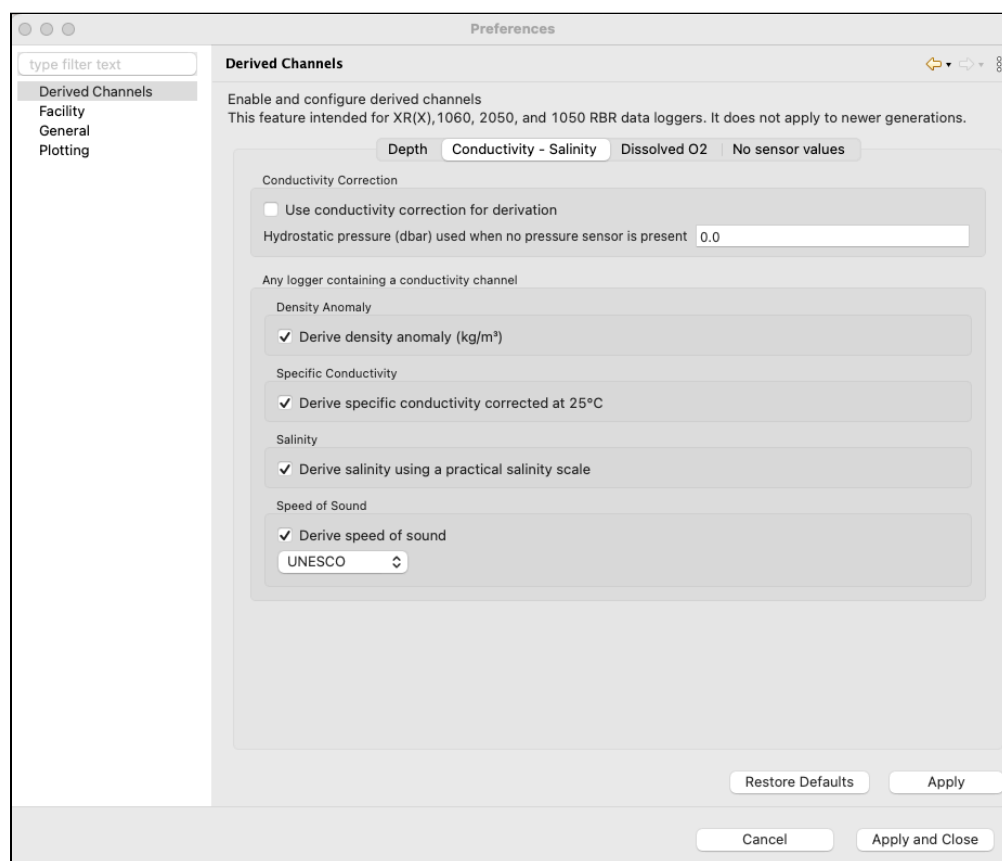 Preferences
type filter text
Derived Channels
Facility
General
Plotting
Derived Channels
Enable and configure derived channels
This feature intended for XR(X),1060, 2050, and 1050 RBR data loggers. It does not apply to newer generations.
Depth Conductivity - Salinity Dissolved O2 No sensor values
Conductivity Correction
Use conductivity correction for derivation
Hydrostatic pressure (dbar) used when no pressure sensor is present 0.0
Any logger containing a conductivity channel
Density Anomaly
Derive density anomaly (kg/m³)
Specific Conductivity
Derive specific conductivity corrected at 25°C
Salinity
Derive salinity using a practical salinity scale
Speed of Sound
Derive speed of sound
UNESCO
Restore Defaults Apply
Cancel Apply and Close